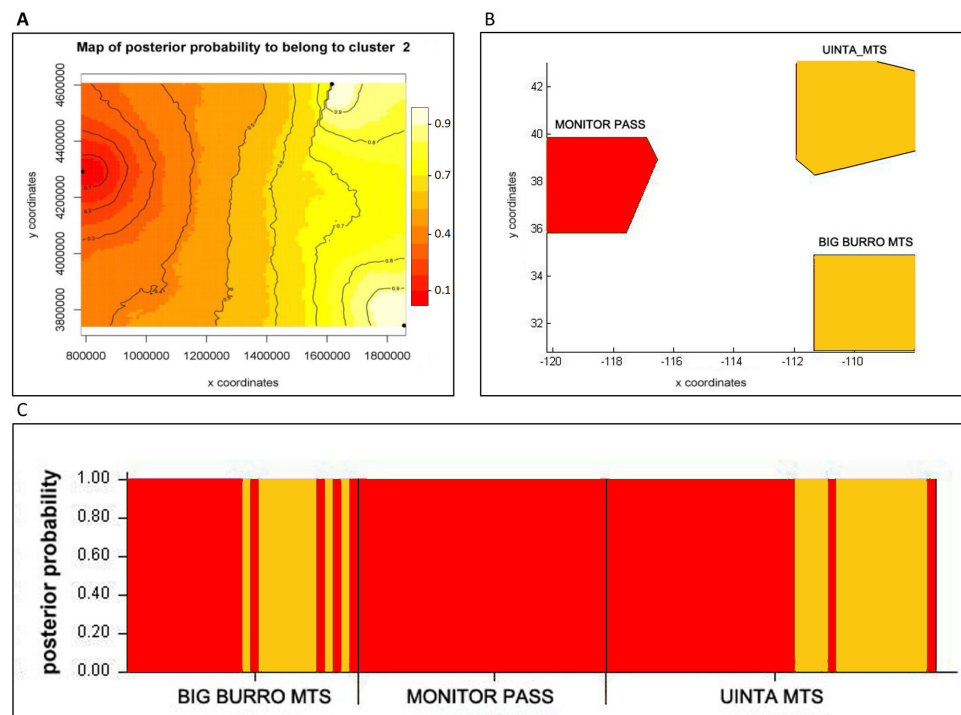 A
Map of posterior probability to belong to cluster 2
y coordinates
4600000
4400000
4200000
4000000
3800000
800000 1000000 1200000 1400000 1600000 1800000
x coordinates
0.9
0.7
0.4
0.1
B
UINTA_MTS
MONITOR PASS
BIG BURRO MTS
y coordinates
42
40
38
36
34
32
-120 -118 -116 -114 -112 -110
x coordinates
C
posterior probability
1.00
0.80
0.60
0.40
0.20
0.00
BIG BURRO MTS MONITOR PASS UINTA MTS